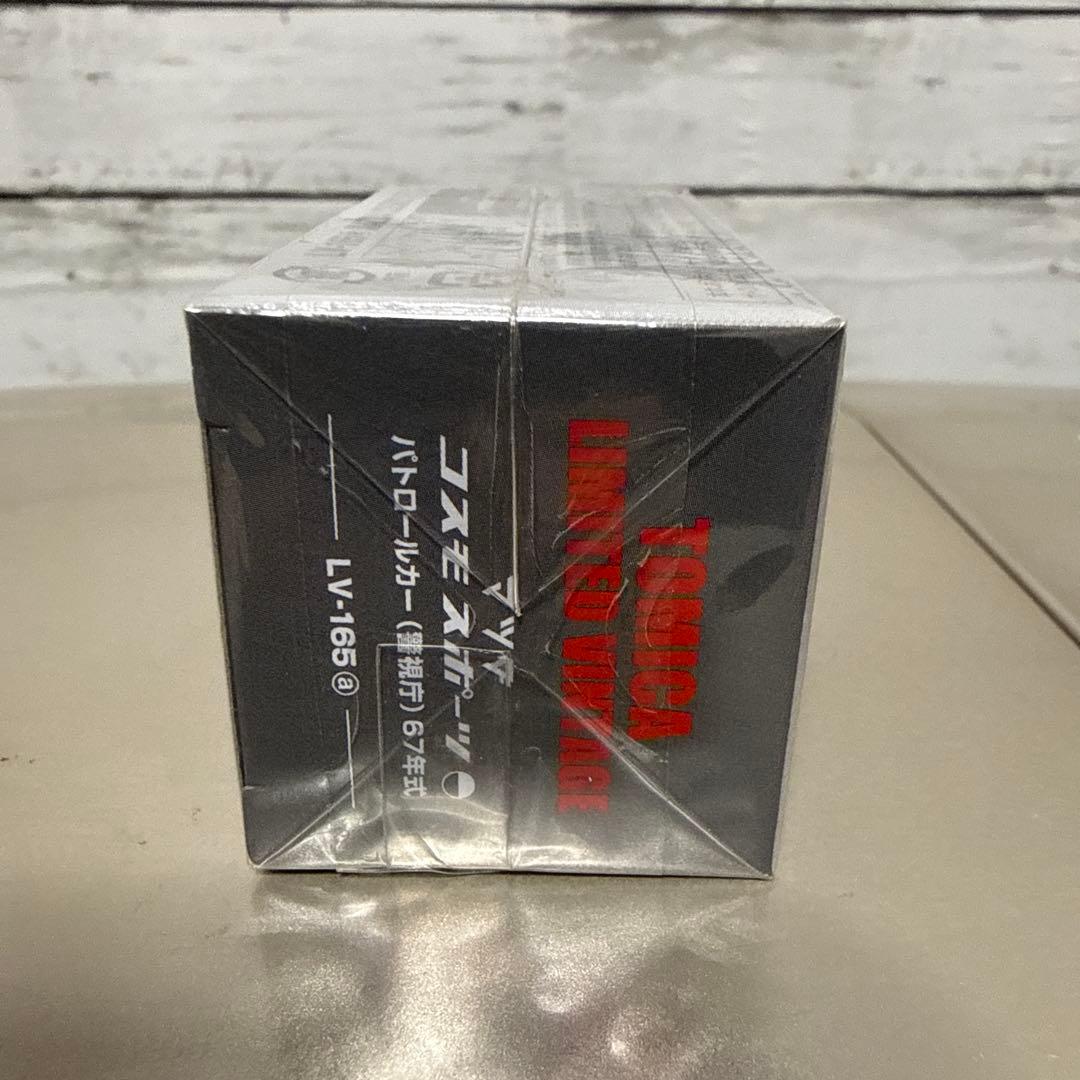 TOMICA
LIMITED VINTAGE
マツダ
コスモ スポーツ
パトロールカー(警視庁)67年式
LV-165ⓐ